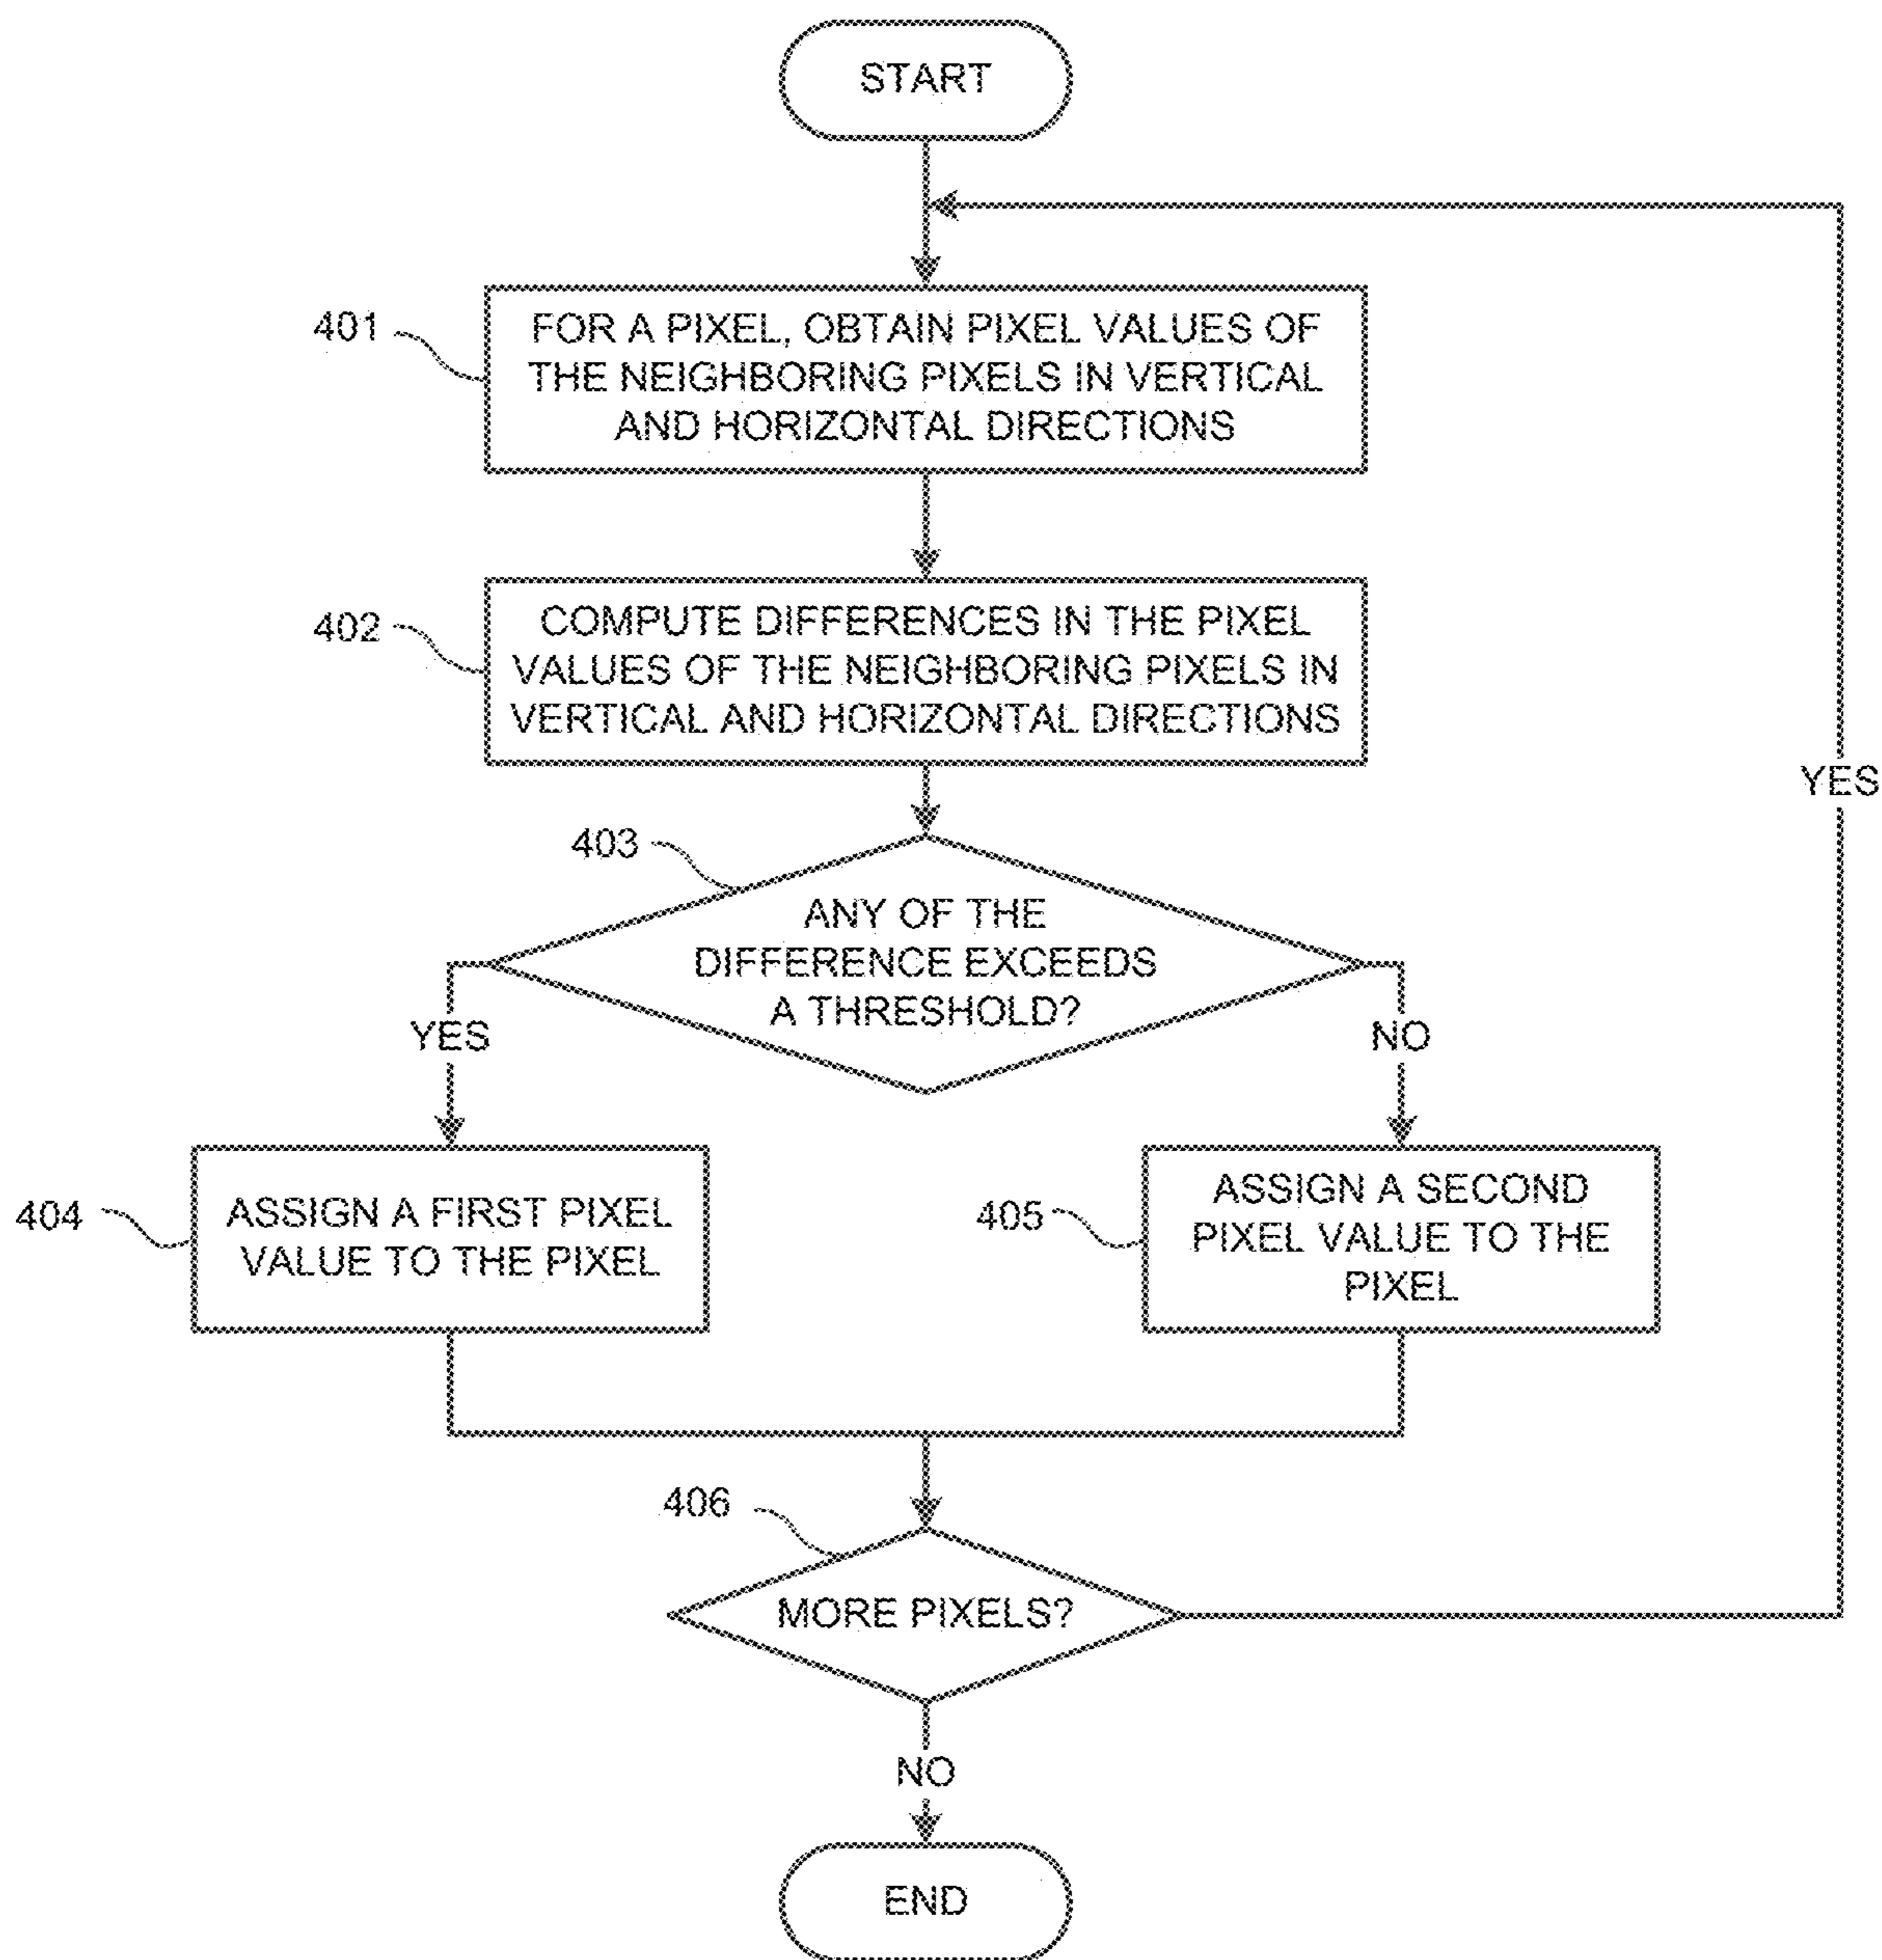 START
401
FOR A PIXEL, OBTAIN PIXEL VALUES OF
THE NEIGHBORING PIXELS IN VERTICAL
AND HORIZONTAL DIRECTIONS
402
COMPUTE DIFFERENCES IN THE PIXEL
VALUES OF THE NEIGHBORING PIXELS IN
VERTICAL AND HORIZONTAL DIRECTIONS
YES
403
ANY OF THE
DIFFERENCE EXCEEDS
A THRESHOLD?
YES
NO
404
ASSIGN A FIRST PIXEL
VALUE TO THE PIXEL
405
ASSIGN A SECOND
PIXEL VALUE TO THE
PIXEL
406
MORE PIXELS?
NO
END